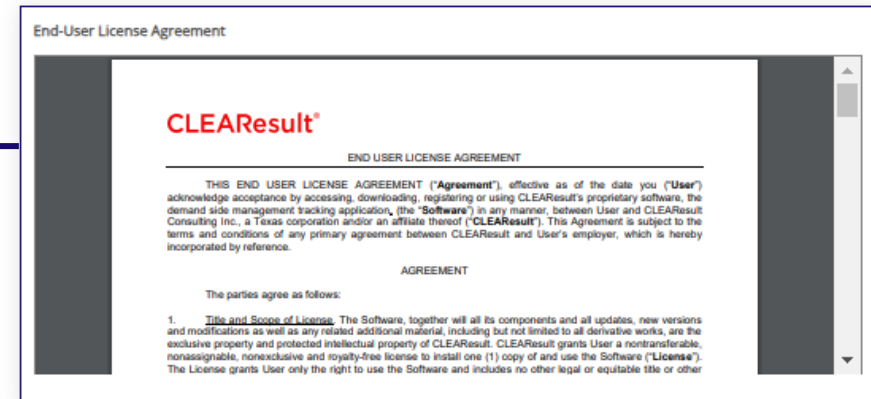 End-User License Agreement
CLEAResult®
END USER LICENSE AGREEMENT
THIS END USER LICENSE AGREEMENT ("Agreement"), effective as of the date you ("User")
acknowledge acceptance by accessing, downloading, registering or using CLEAResult's proprietary software, the
demand side management tracking application, (the "Software") in any manner, between User and CLEAResult
Consulting Inc., a Texas corporation and/or an affiliate thereof ("CLEAResult"). This Agreement is subject to the
terms and conditions of any primary agreement between CLEAResult and User's employer, which is hereby
incorporated by reference.
AGREEMENT
The parties agree as follows:
1. Title and Scope of License. The Software, together will all its components and all updates, new versions
and modifications as well as any related additional material, including but not limited to all derivative works, are the
exclusive property and protected intellectual property of CLEAResult. CLEAResult grants User a nontransferable,
nonassignable, nonexclusive and royalty-free license to install one (1) copy of and use the Software ("License").
The License grants User only the right to use the Software and includes no other legal or equitable title or other